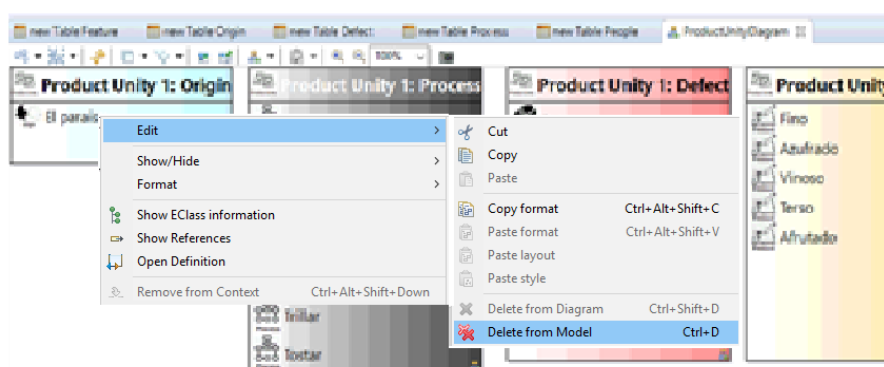 new Table Feature
new Table Origin
new Table Defect
new Table Process
new Table People
ProductUnityDiagram
100%
Product Unity 1: Origin
Product Unity 1: Process
Product Unity 1: Defect
Product Unity
El parais
Edit
Show/Hide
Format
Show EClass information
Show References
Open Definition
Remove from Context Ctrl+Alt+Shift+Down
Cut
Copy
Paste
Copy format Ctrl+Alt+Shift+C
Paste format Ctrl+Alt+Shift+V
Paste layout
Paste style
Delete from Diagram Ctrl+Shift+D
Delete from Model Ctrl+D
Trillar
Tostar
Fino
Azufrado
Vinoso
Terso
Afrutado